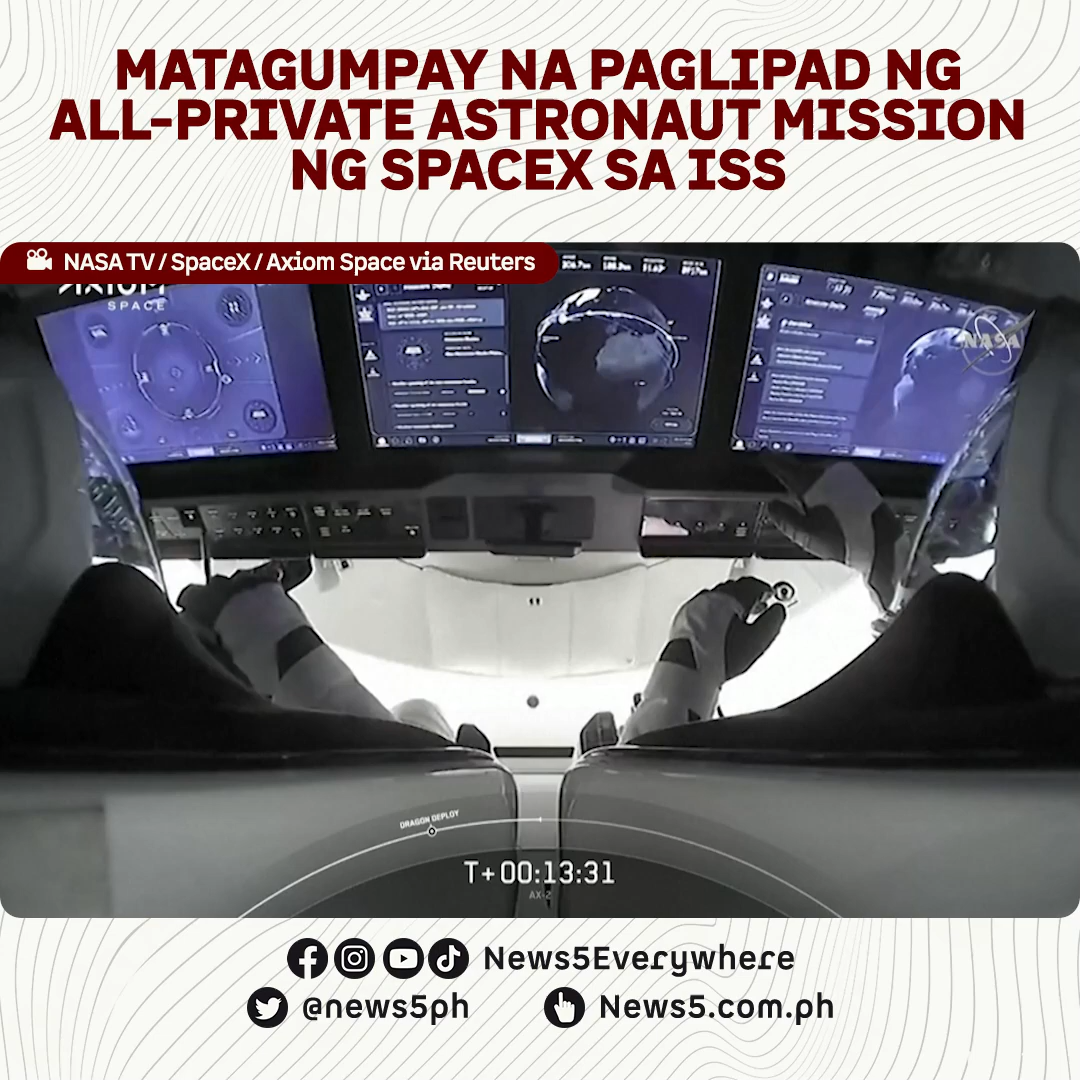 MATAGUMPAY NA PAGLIPAD NG
ALL-PRIVATE ASTRONAUT MISSION
NG SPACEX SA ISS
NASA TV / SpaceX / Axiom Space via Reuters
AXIOM
SPACE
NASA
DRAGON DEPLOY
T+00:13:31
AX-2
News5Everywhere
@news5ph
News5.com.ph